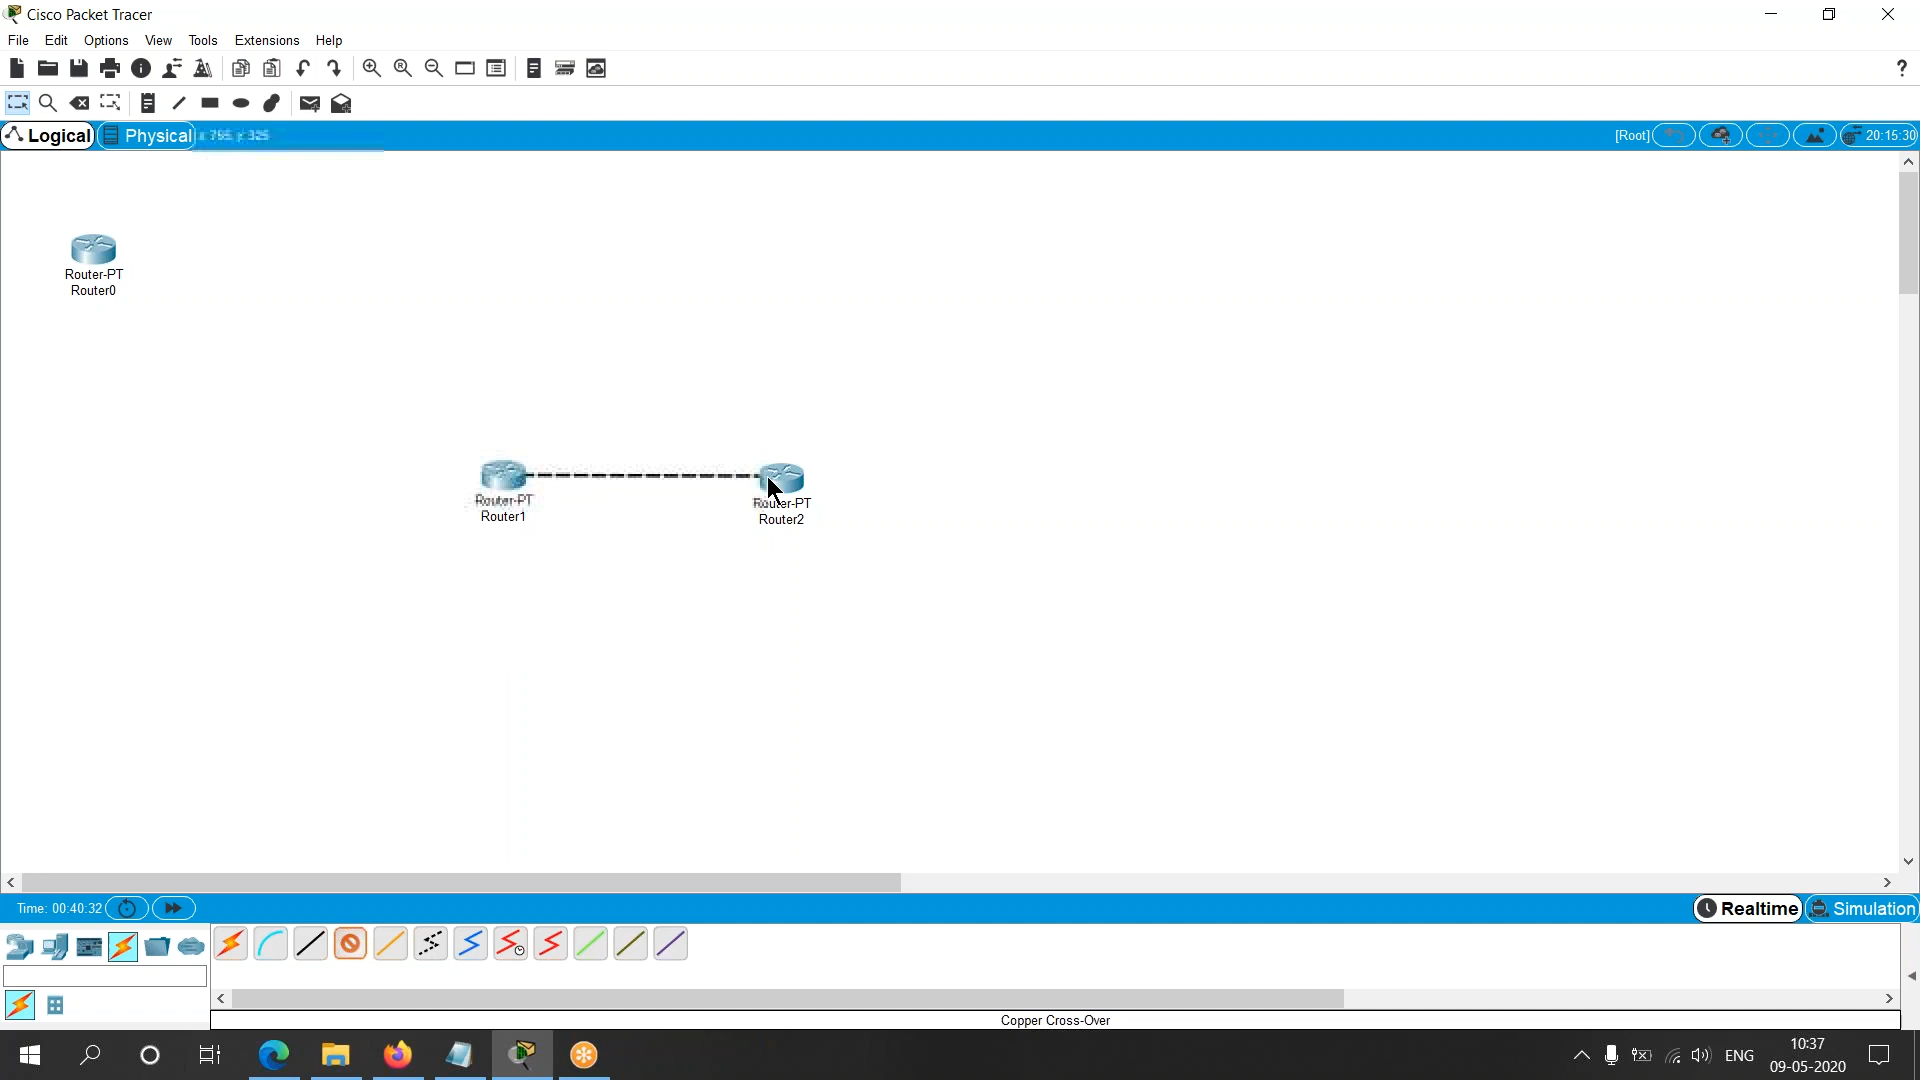 Cisco Packet Tracer
File Edit Options View Tools Extensions Help
Logical Physical x: 795, y: 325 [Root] 20:15:30
Router-PT
Router0
Router-PT
Router1
Router-PT
Router2
Time: 00:40:32 Realtime Simulation
Copper Cross-Over
ENG
10:37
09-05-2020